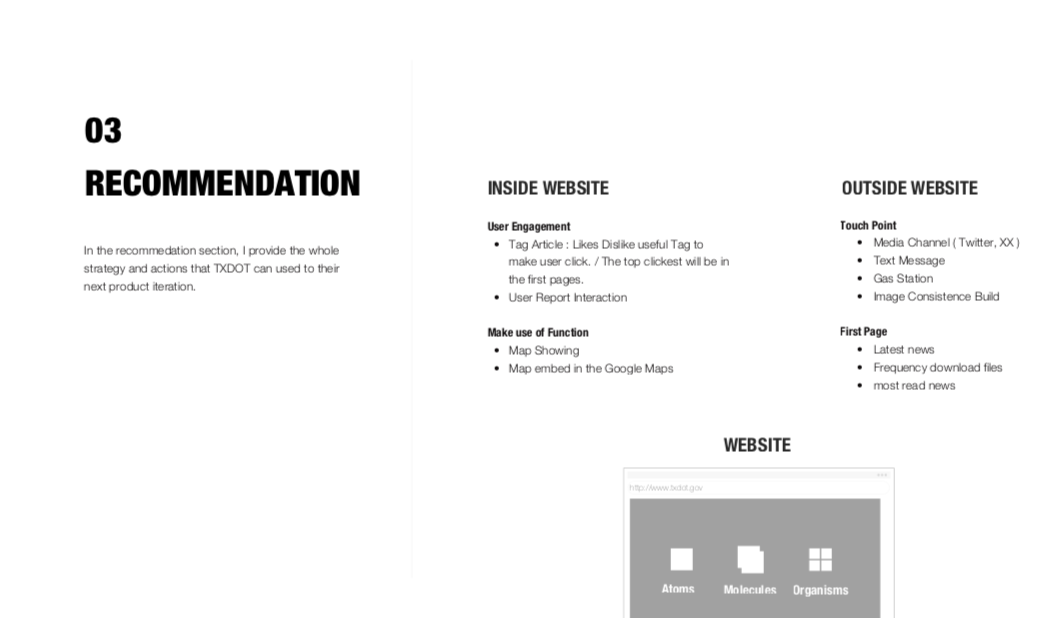 03
RECOMMENDATION
In the recommedation section, I provide the whole
strategy and actions that TXDOT can used to their
next product iteration.
INSIDE WEBSITE
User Engagement
• Tag Article : Likes Dislike useful Tag to
make user click. / The top clickest will be in
the first pages.
• User Report Interaction
Make use of Function
• Map Showing
• Map embed in the Google Maps
OUTSIDE WEBSITE
Touch Point
• Media Channel ( Twitter, XX )
• Text Message
• Gas Station
• Image Consistence Build
First Page
• Latest news
• Frequency download files
• most read news
WEBSITE
http://www.txdot.gov
Atoms
Molecules
Organisms